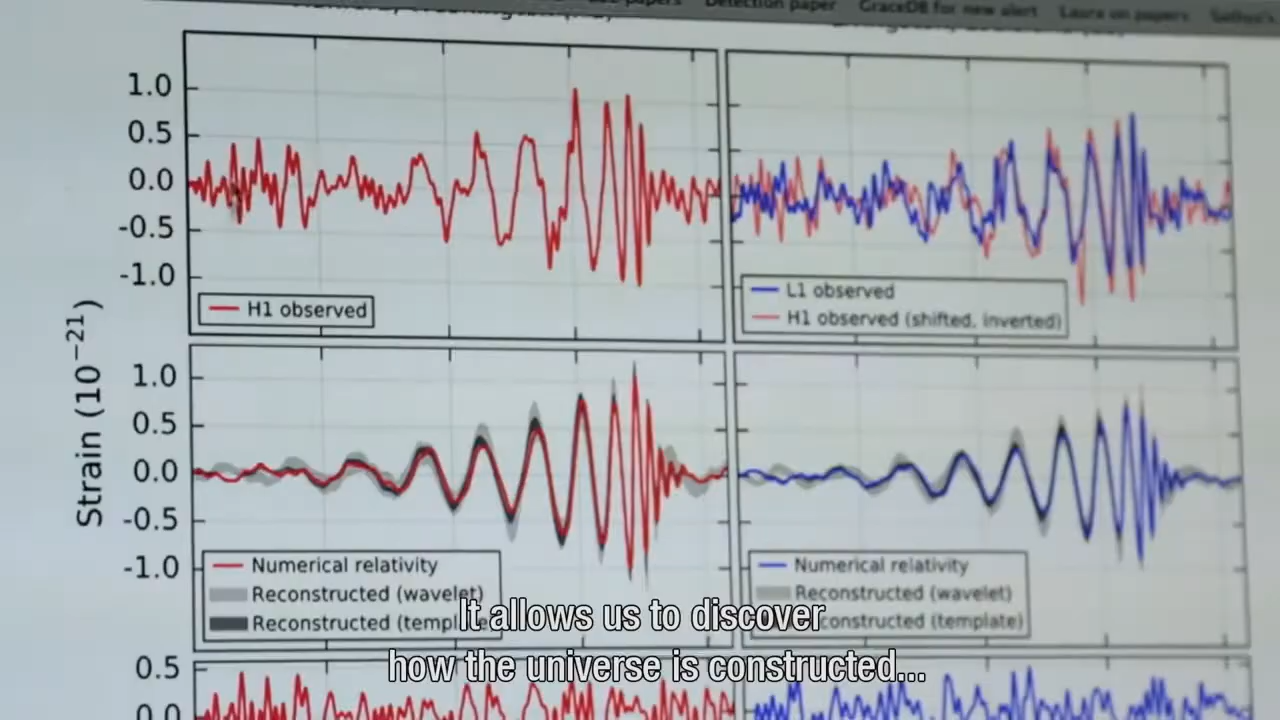 Detection paper GraceDB for new alert Laura on papers
1.0
0.5
0.0
-0.5
-1.0
H1 observed
L1 observed
H1 observed (shifted, inverted)
Strain (10⁻²¹)
1.0
0.5
0.0
-0.5
-1.0
Numerical relativity
Reconstructed (wavelet)
Reconstructed (template
Numerical relativity
Reconstructed (wavelet)
constructed (template)
It allows us to discover
how the universe is constructed...
0.5
0.0